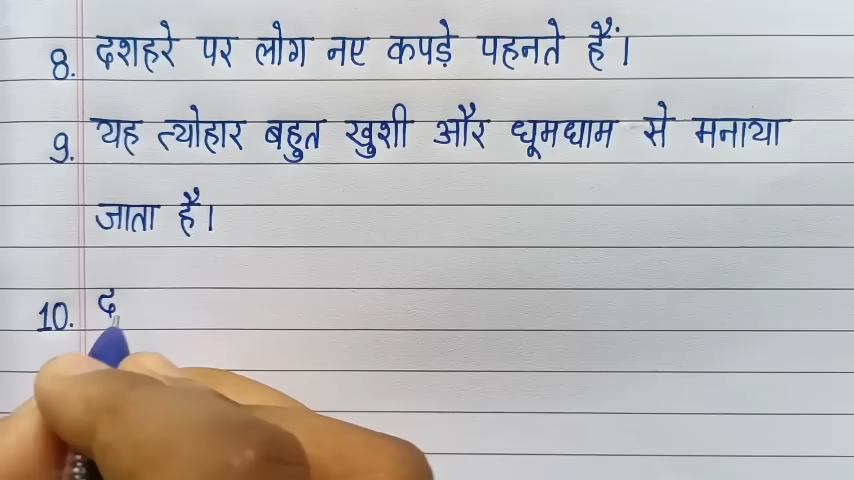 8. दशहरे पर लोग नए कपड़े पहनते हैं।
9. यह त्योहार बहुत खुशी और धूमधाम से मनाया
जाता है।
10. द